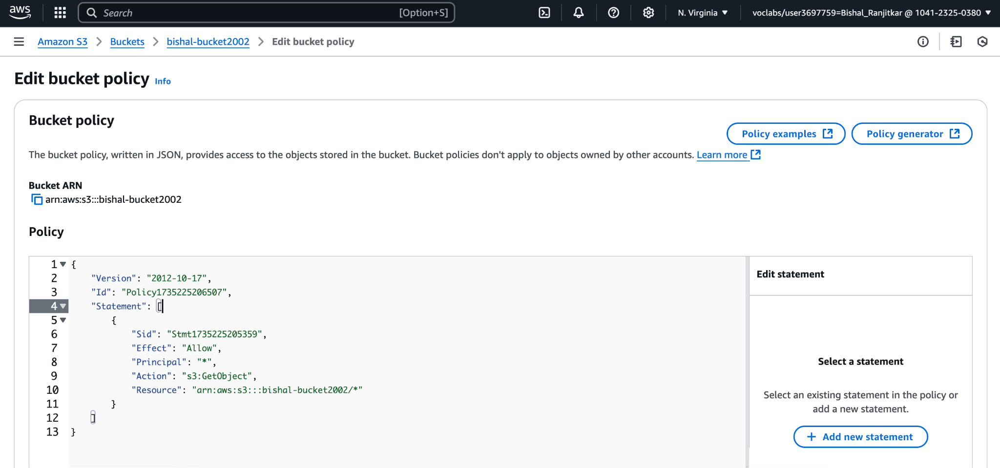 aws
Search [Option+S] N. Virginia voclabs/user3697759=Bishal_Ranjitkar @ 1041-2325-0380
Amazon S3 Buckets bishal-bucket2002 Edit bucket policy
Edit bucket policy Info
Bucket policy
Policy examples Policy generator
The bucket policy, written in JSON, provides access to the objects stored in the bucket. Bucket policies don't apply to objects owned by other accounts. Learn more
Bucket ARN
arn:aws:s3:::bishal-bucket2002
Policy
1 {
2 "Version": "2012-10-17",
3 "Id": "Policy1735225206507",
4 "Statement": [
5 {
6 "Sid": "Stmt1735225205359",
7 "Effect": "Allow",
8 "Principal": "*",
9 "Action": "s3:GetObject",
10 "Resource": "arn:aws:s3:::bishal-bucket2002/*"
11 }
12 ]
13 }
Edit statement
Select a statement
Select an existing statement in the policy or
add a new statement.
+ Add new statement